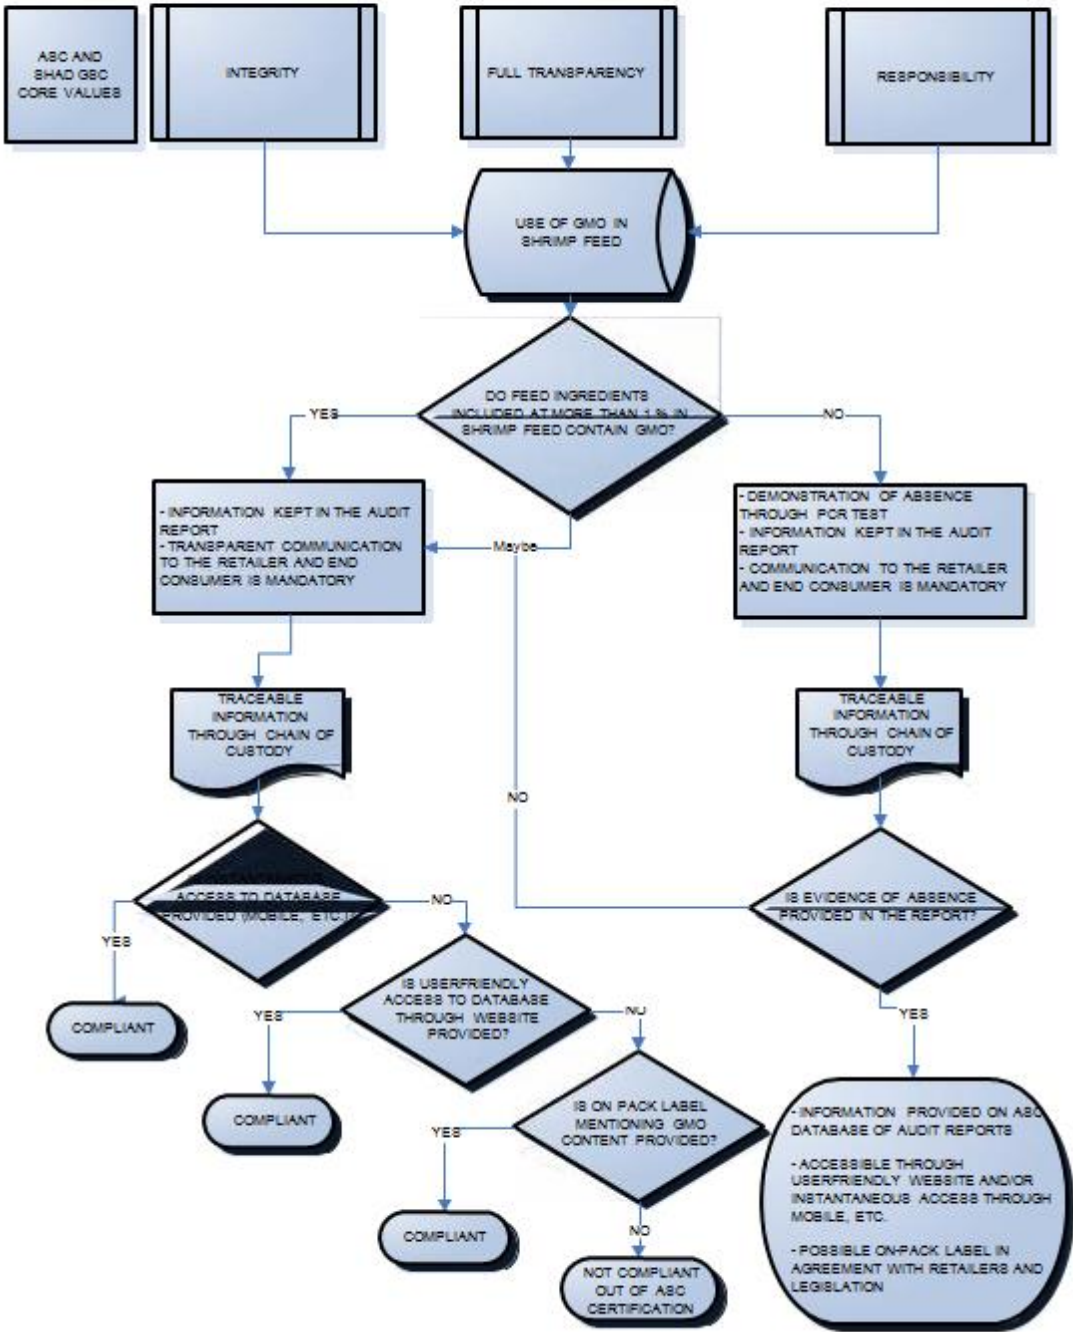 ASC AND
SHAD GSC
CORE VALUES
INTEGRITY
FULL TRANSPARENCY
RESPONSIBILITY
USE OF GMO IN
SHRIMP FEED
DO FEED INGREDIENTS
INCLUDED AT MORE THAN 1 % IN
SHRIMP FEED CONTAIN GMO?
YES
NO
- INFORMATION KEPT IN THE AUDIT
REPORT
- TRANSPARENT COMMUNICATION
TO THE RETAILER AND END
CONSUMER IS MANDATORY
Maybe
- DEMONSTRATION OF ABSENCE
THROUGH PCR TEST
- INFORMATION KEPT IN THE AUDIT
REPORT
- COMMUNICATION TO THE RETAILER
AND END CONSUMER IS MANDATORY
TRACEABLE
INFORMATION
THROUGH CHAIN OF
CUSTODY
TRACEABLE
INFORMATION
THROUGH CHAIN OF
CUSTODY
NO
ACCESS TO DATABASE
PROVIDED (MOBILE, ETC.)
YES
NO
IS EVIDENCE OF ABSENCE
PROVIDED IN THE REPORT?
COMPLIANT
IS USERFRIENDLY
ACCESS TO DATABASE
THROUGH WEBSITE
PROVIDED?
YES
NO
YES
COMPLIANT
IS ON PACK LABEL
MENTIONING GMO
CONTENT PROVIDED?
YES
NO
- INFORMATION PROVIDED ON ASC
DATABASE OF AUDIT REPORTS
- ACCESSIBLE THROUGH
USERFRIENDLY WEBSITE AND/OR
INSTANTANEOUS ACCESS THROUGH
MOBILE, ETC.
- POSSIBLE ON-PACK LABEL IN
AGREEMENT WITH RETAILERS AND
LEGISLATION
COMPLIANT
NOT COMPLIANT
OUT OF ASC
CERTIFICATION